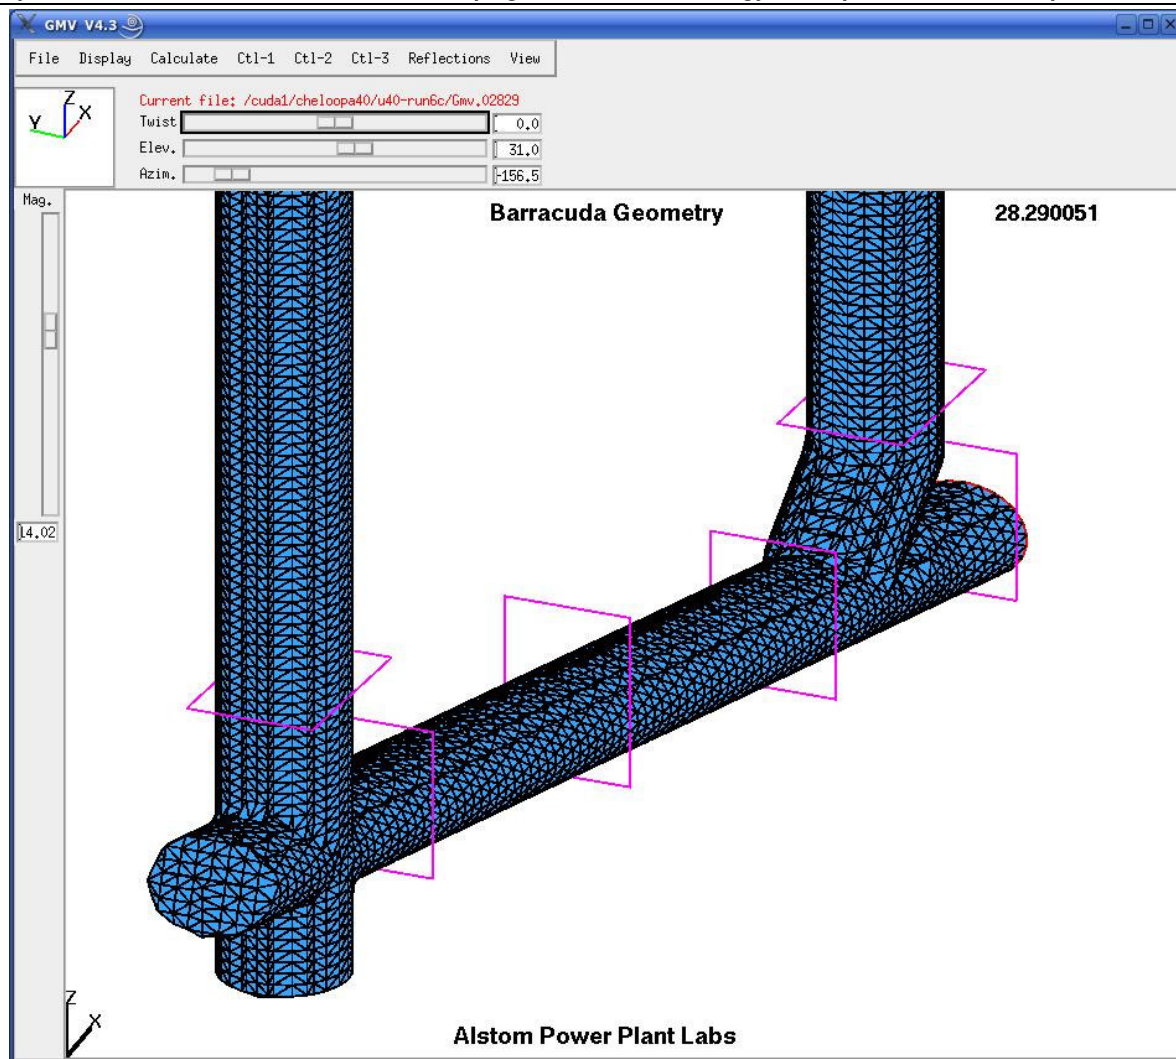 GMV V4.3
File Display Calculate Ctl-1 Ctl-2 Ctl-3 Reflections View
Z
X
Y
Current file: /cuda1/cheloopa40/u40-run6c/Gmv.02829
Twist 0.0
Elev. 31.0
Azim. -156.5
Mag.
14.02
Barracuda Geometry 28.290051
Z
X
Alstom Power Plant Labs